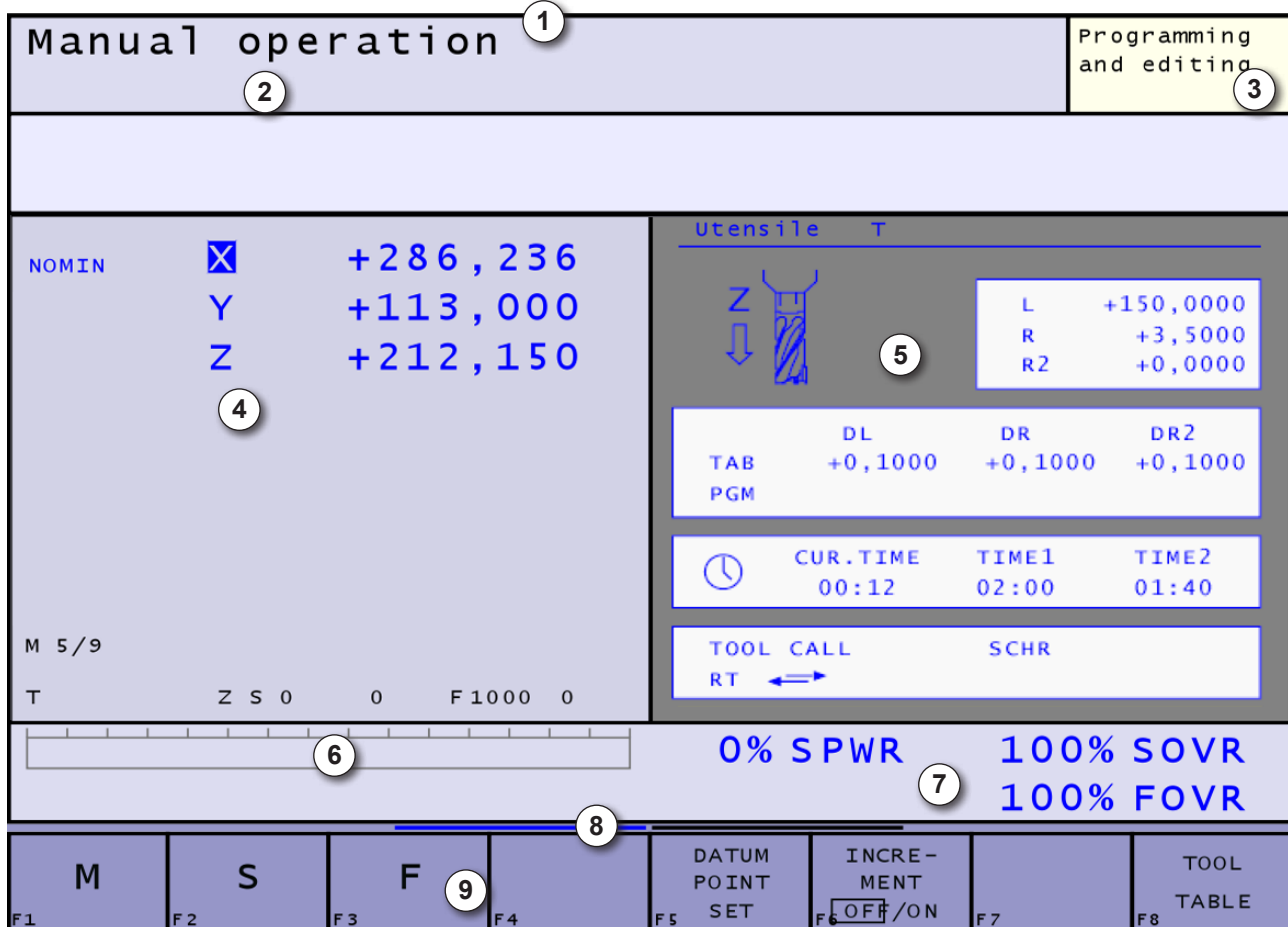 1
Manual operation
2
Programming
and editing
3
NOMIN X +286,236
Y +113,000
Z +212,150
4
M 5/9
T Z S 0 0 F1000 0
Utensile T
Z
5
L +150,0000
R +3,5000
R2 +0,0000
DL DR DR2
TAB +0,1000 +0,1000 +0,1000
PGM
CUR.TIME TIME1 TIME2
00:12 02:00 01:40
TOOL CALL SCHR
RT
6
0% SPWR 100% SOVR
7
100% FOVR
8
M
F1
S
F2
F
9
F3
F4
DATUM
POINT
SET
F5
INCRE-
MENT
OFF/ON
F6
F7
TOOL
TABLE
F8